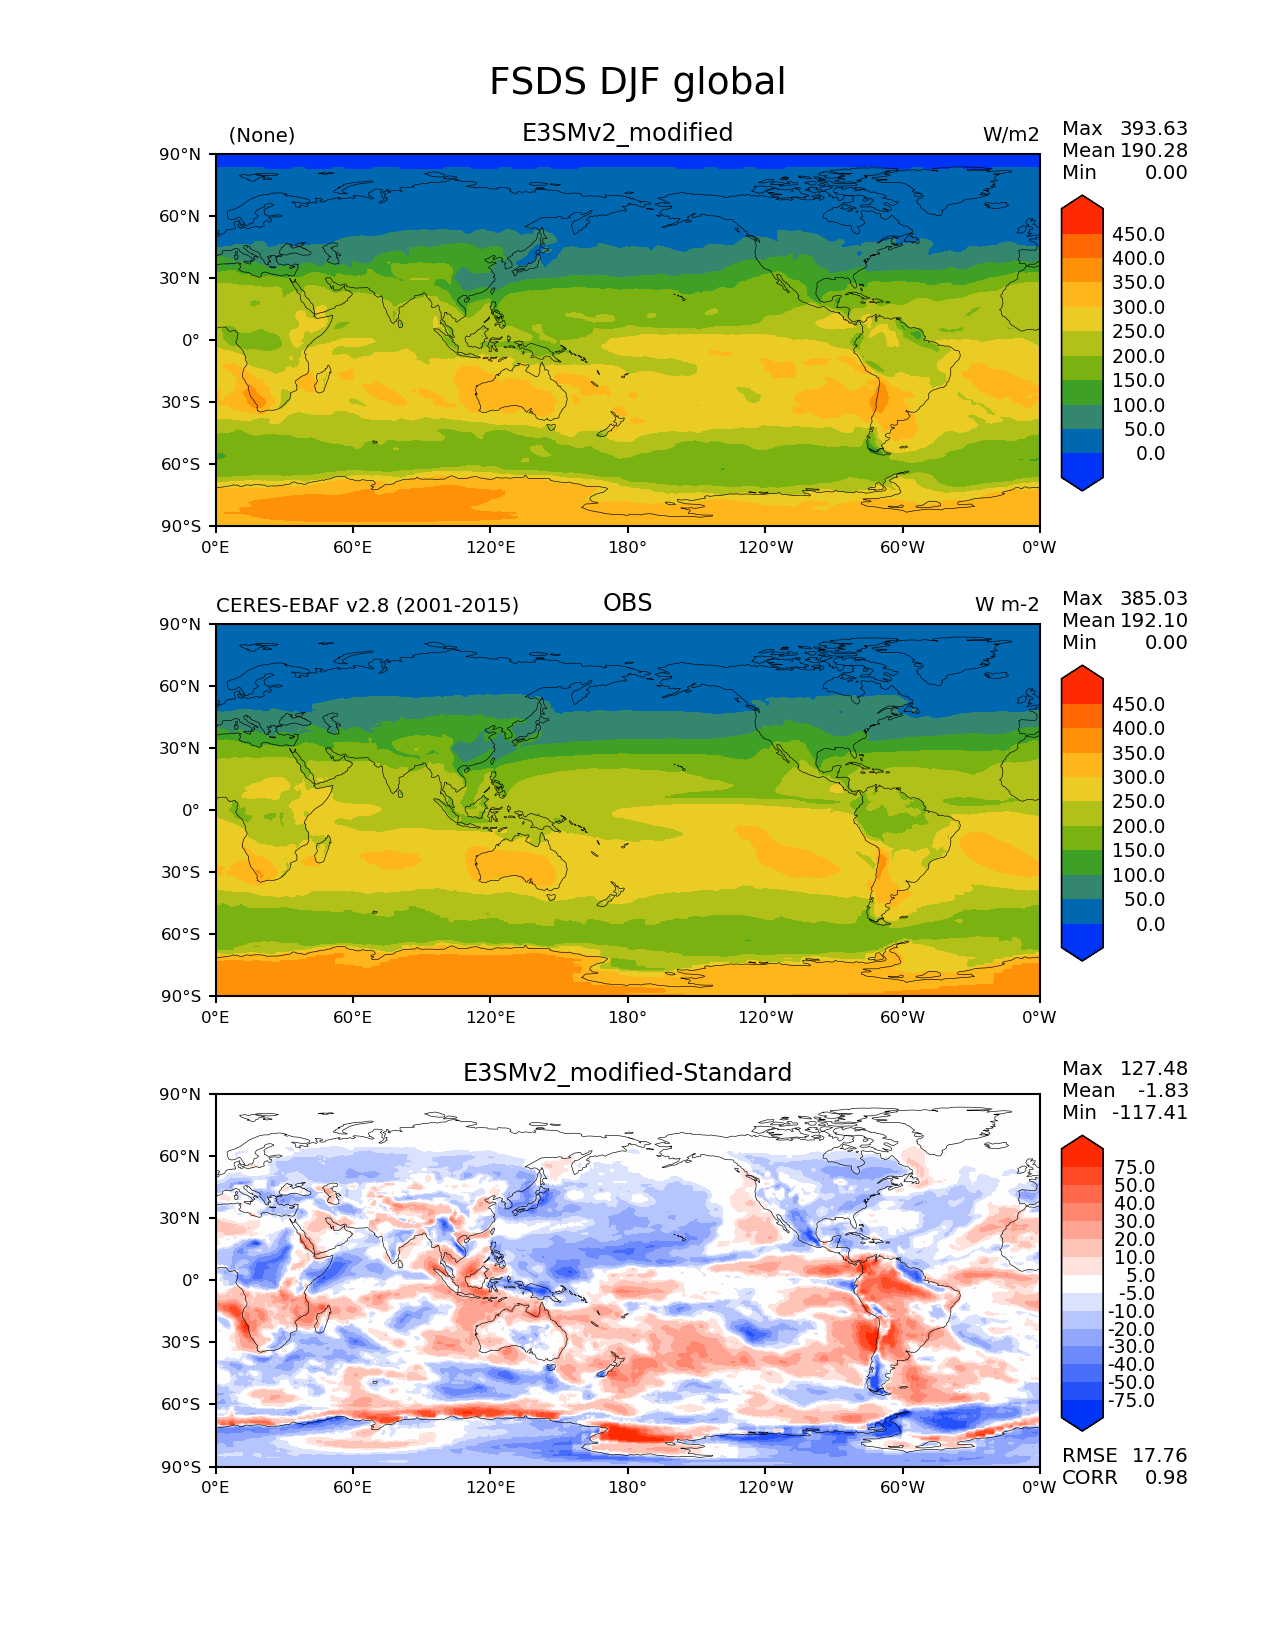 FSDS DJF global
(None) E3SMv2_modified W/m2
Max 393.63
Mean 190.28
Min 0.00
90°N
60°N
30°N
0°
30°S
60°S
90°S
0°E 60°E 120°E 180° 120°W 60°W 0°W
450.0
400.0
350.0
300.0
250.0
200.0
150.0
100.0
50.0
0.0
CERES-EBAF v2.8 (2001-2015) OBS W m-2
Max 385.03
Mean 192.10
Min 0.00
90°N
60°N
30°N
0°
30°S
60°S
90°S
0°E 60°E 120°E 180° 120°W 60°W 0°W
450.0
400.0
350.0
300.0
250.0
200.0
150.0
100.0
50.0
0.0
E3SMv2_modified-Standard
Max 127.48
Mean -1.83
Min -117.41
90°N
60°N
30°N
0°
30°S
60°S
90°S
0°E 60°E 120°E 180° 120°W 60°W 0°W
75.0
50.0
40.0
30.0
20.0
10.0
5.0
-5.0
-10.0
-20.0
-30.0
-40.0
-50.0
-75.0
RMSE 17.76
CORR 0.98